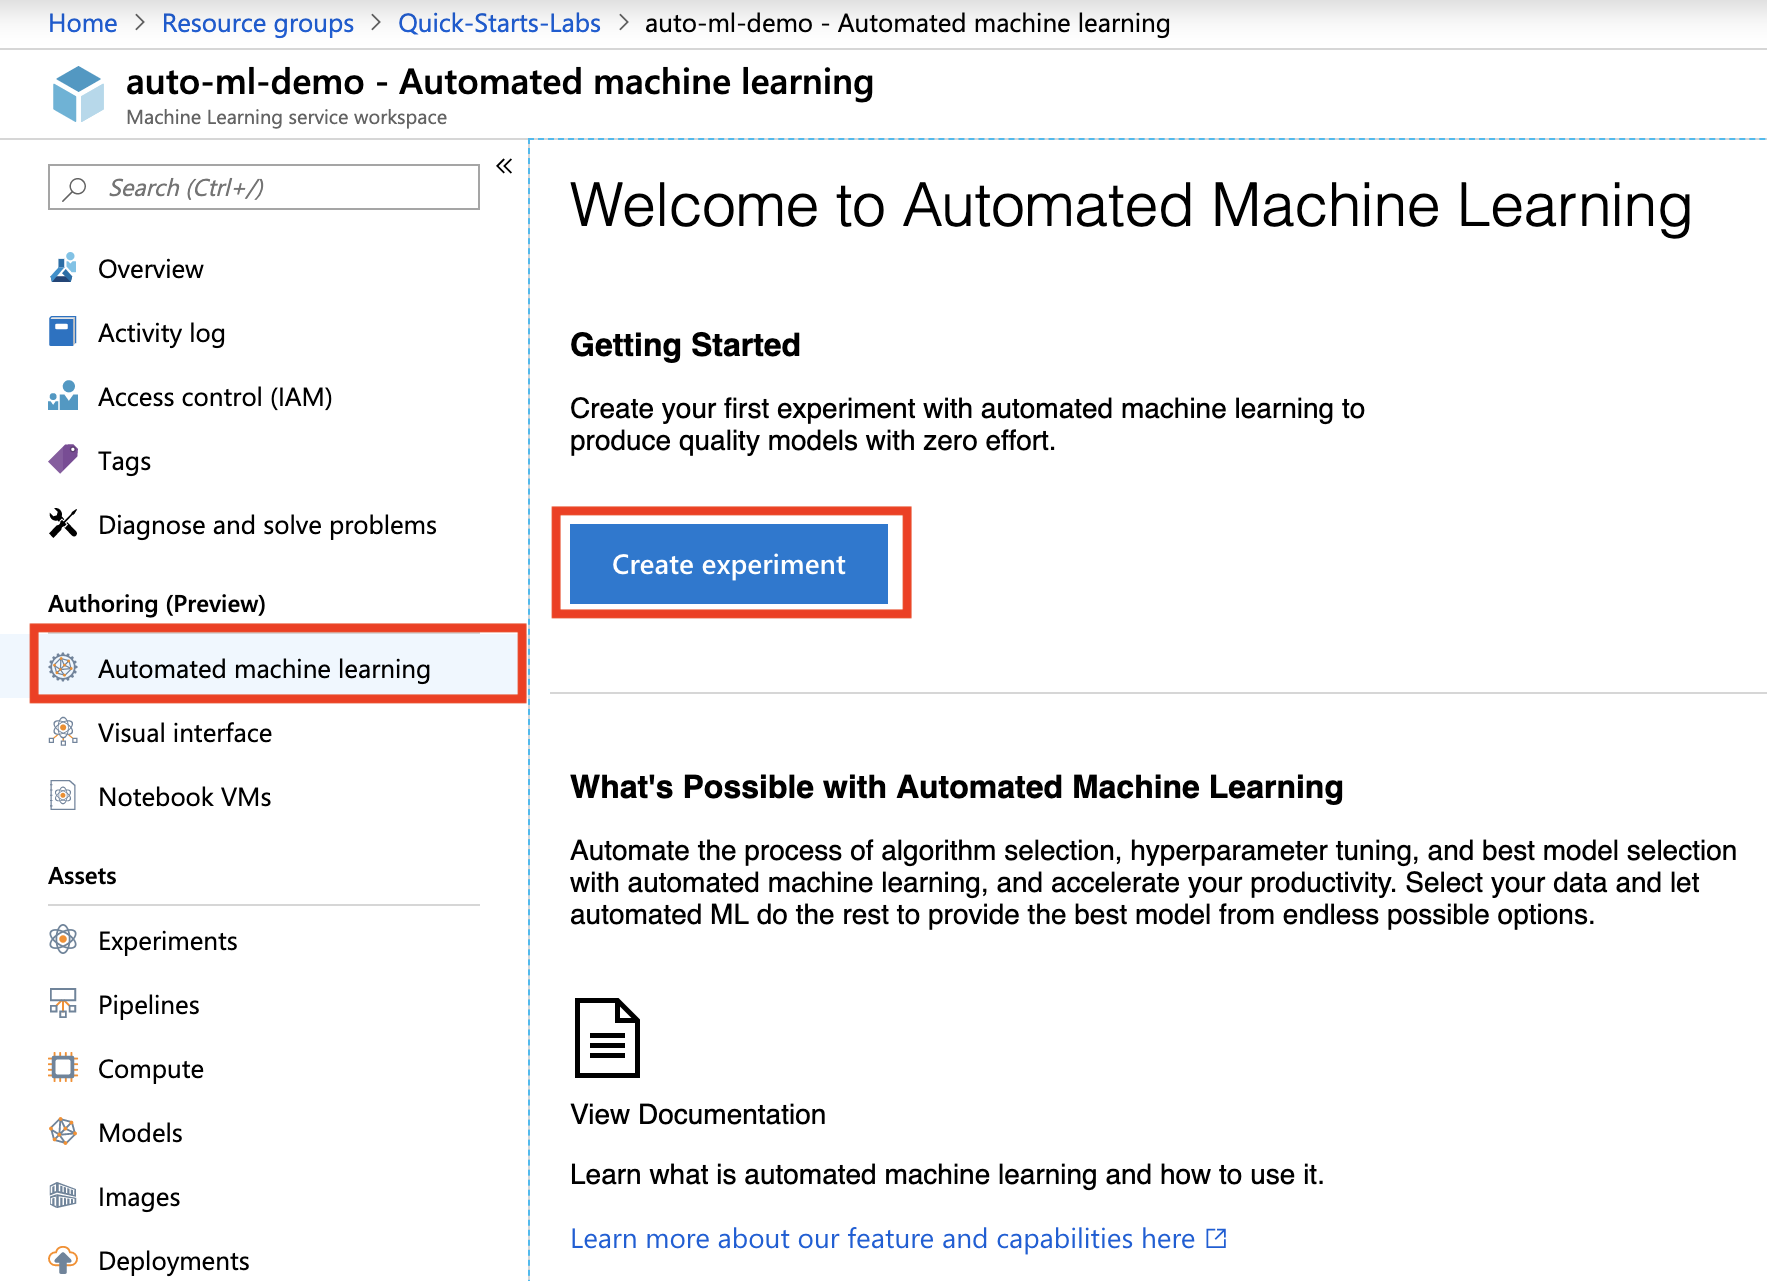 Home > Resource groups > Quick-Starts-Labs > auto-ml-demo - Automated machine learning
auto-ml-demo - Automated machine learning
Machine Learning service workspace
Search (Ctrl+/)
«
Overview
Activity log
Access control (IAM)
Tags
Diagnose and solve problems
Authoring (Preview)
Automated machine learning
Visual interface
Notebook VMs
Assets
Experiments
Pipelines
Compute
Models
Images
Deployments
Welcome to Automated Machine Learning
Getting Started
Create your first experiment with automated machine learning to
produce quality models with zero effort.
Create experiment
What's Possible with Automated Machine Learning
Automate the process of algorithm selection, hyperparameter tuning, and best model selection
with automated machine learning, and accelerate your productivity. Select your data and let
automated ML do the rest to provide the best model from endless possible options.
View Documentation
Learn what is automated machine learning and how to use it.
Learn more about our feature and capabilities here